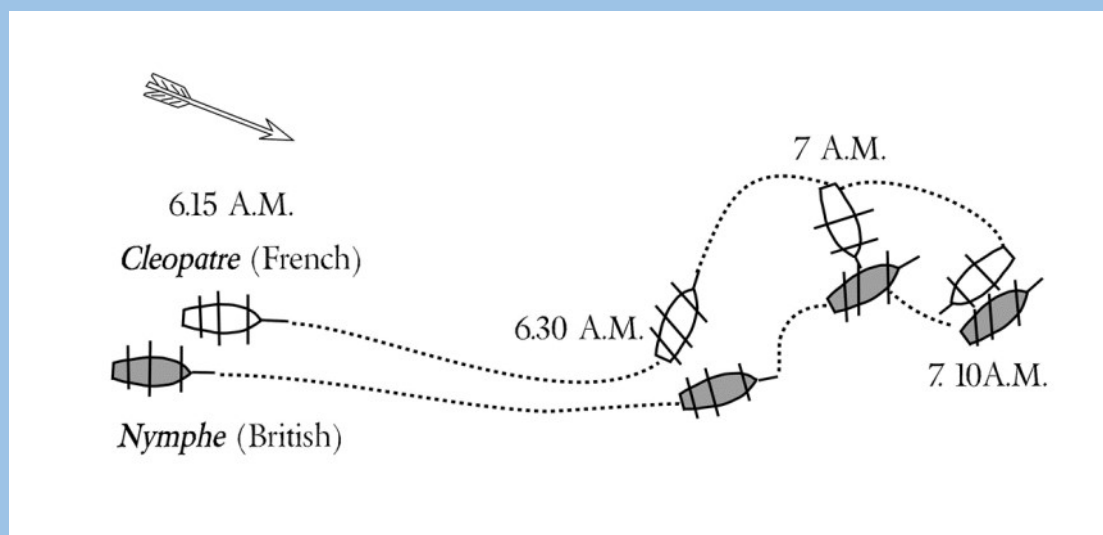 7 A.M.
6.15 A.M.
Cleopatre (French)
6.30 A.M.
7. 10A.M.
Nymphe (British)